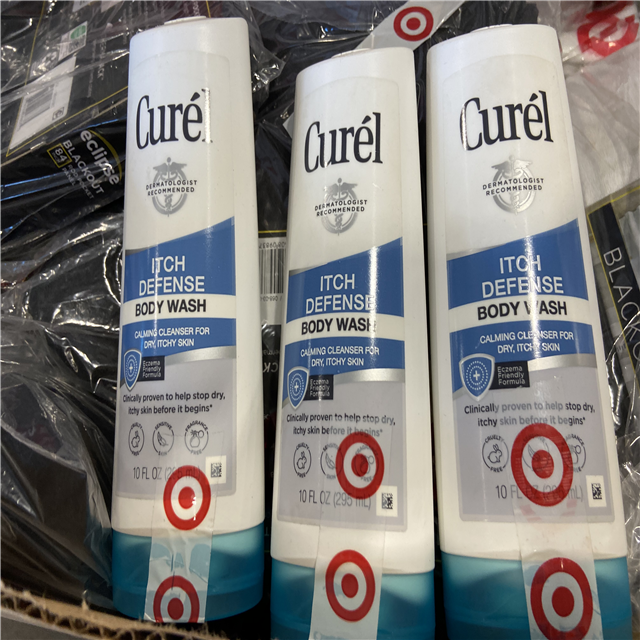 Curél
DERMATOLOGIST
RECOMMENDED
ITCH
DEFENSE
BODY WASH
CALMING CLEANSER FOR
DRY, ITCHY SKIN
Eczema
Friendly
Formula
Clinically proven to help stop dry,
itchy skin before it begins*
10 FL OZ
Curél
DERMATOLOGIST
RECOMMENDED
ITCH
DEFENSE
BODY WASH
CALMING CLEANSER FOR
DRY, ITCHY SKIN
Eczema
Friendly
Formula
Clinically proven to help stop dry,
itchy skin before it begins*
10 FL OZ (295 mL)
Curél
DERMATOLOGIST
RECOMMENDED
ITCH
DEFENSE
BODY WASH
CALMING CLEANSER FOR
DRY, ITCHY SKIN
Eczema
Friendly
Formula
Clinically proven to help stop dry,
itchy skin before it begins*
CRUELTY
FREE
10 FL
eclipse
BLACKOUT
84
BLACK